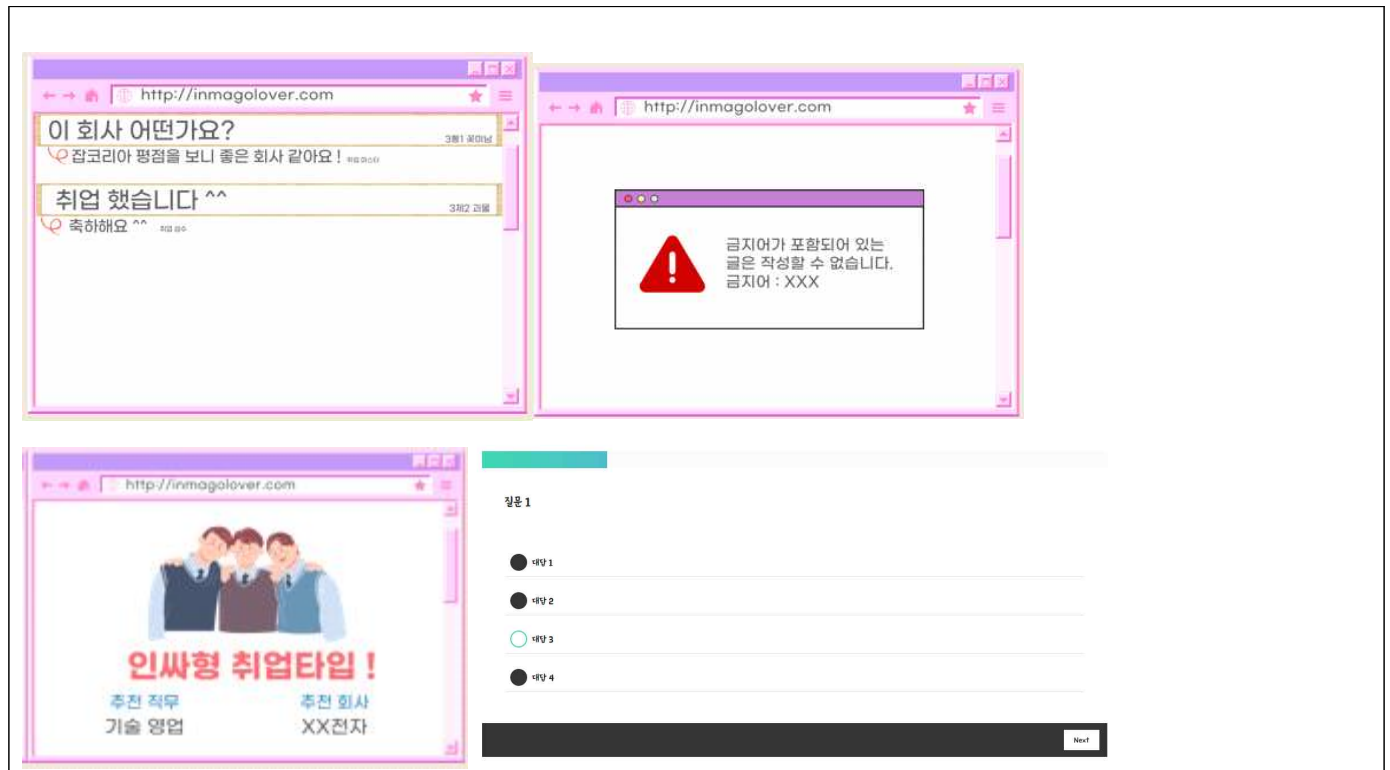 http://inmagolover.com
이 회사 어떤가요?
잡코리아 평점을 보니 좋은 회사 같아요 !
취업 했습니다 ^^
3제2 괴물
축하해요 ^^
http://inmagolover.com
금지어가 포함되어 있는
글은 작성할 수 없습니다.
금지어 : XXX
http://inmagolover.com
인싸형 취업타입 !
추천 직무 추천 회사
기술 영업 XX전자
질문 1
대답 1
대답 2
대답 3
대답 4
Next